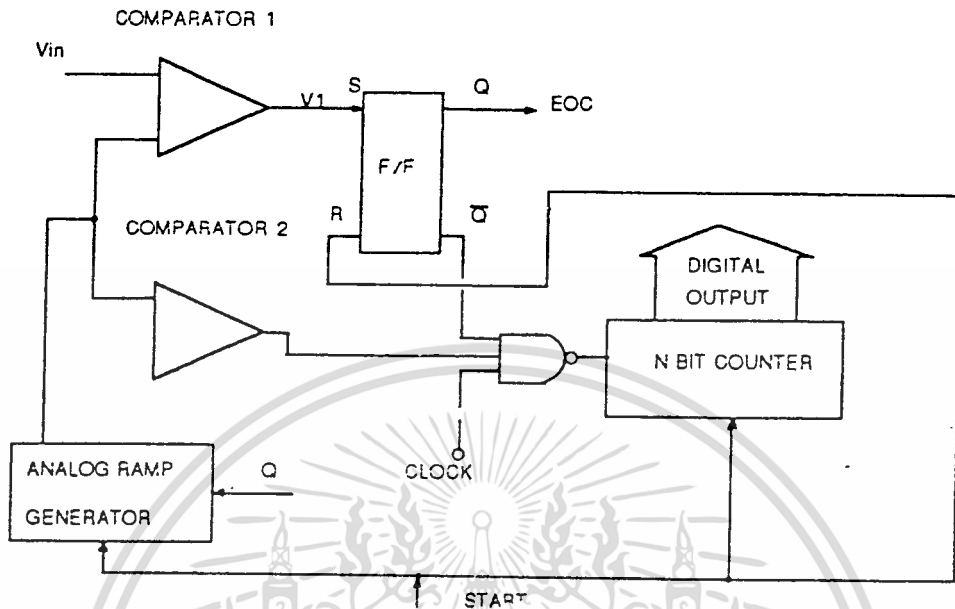 COMPARATOR 1
Vin
V1
S
Q
EOC
F/F
R
Q
COMPARATOR 2
DIGITAL
OUTPUT
N BIT COUNTER
CLOCK
ANALOG RAMP
GENERATOR
Q
START